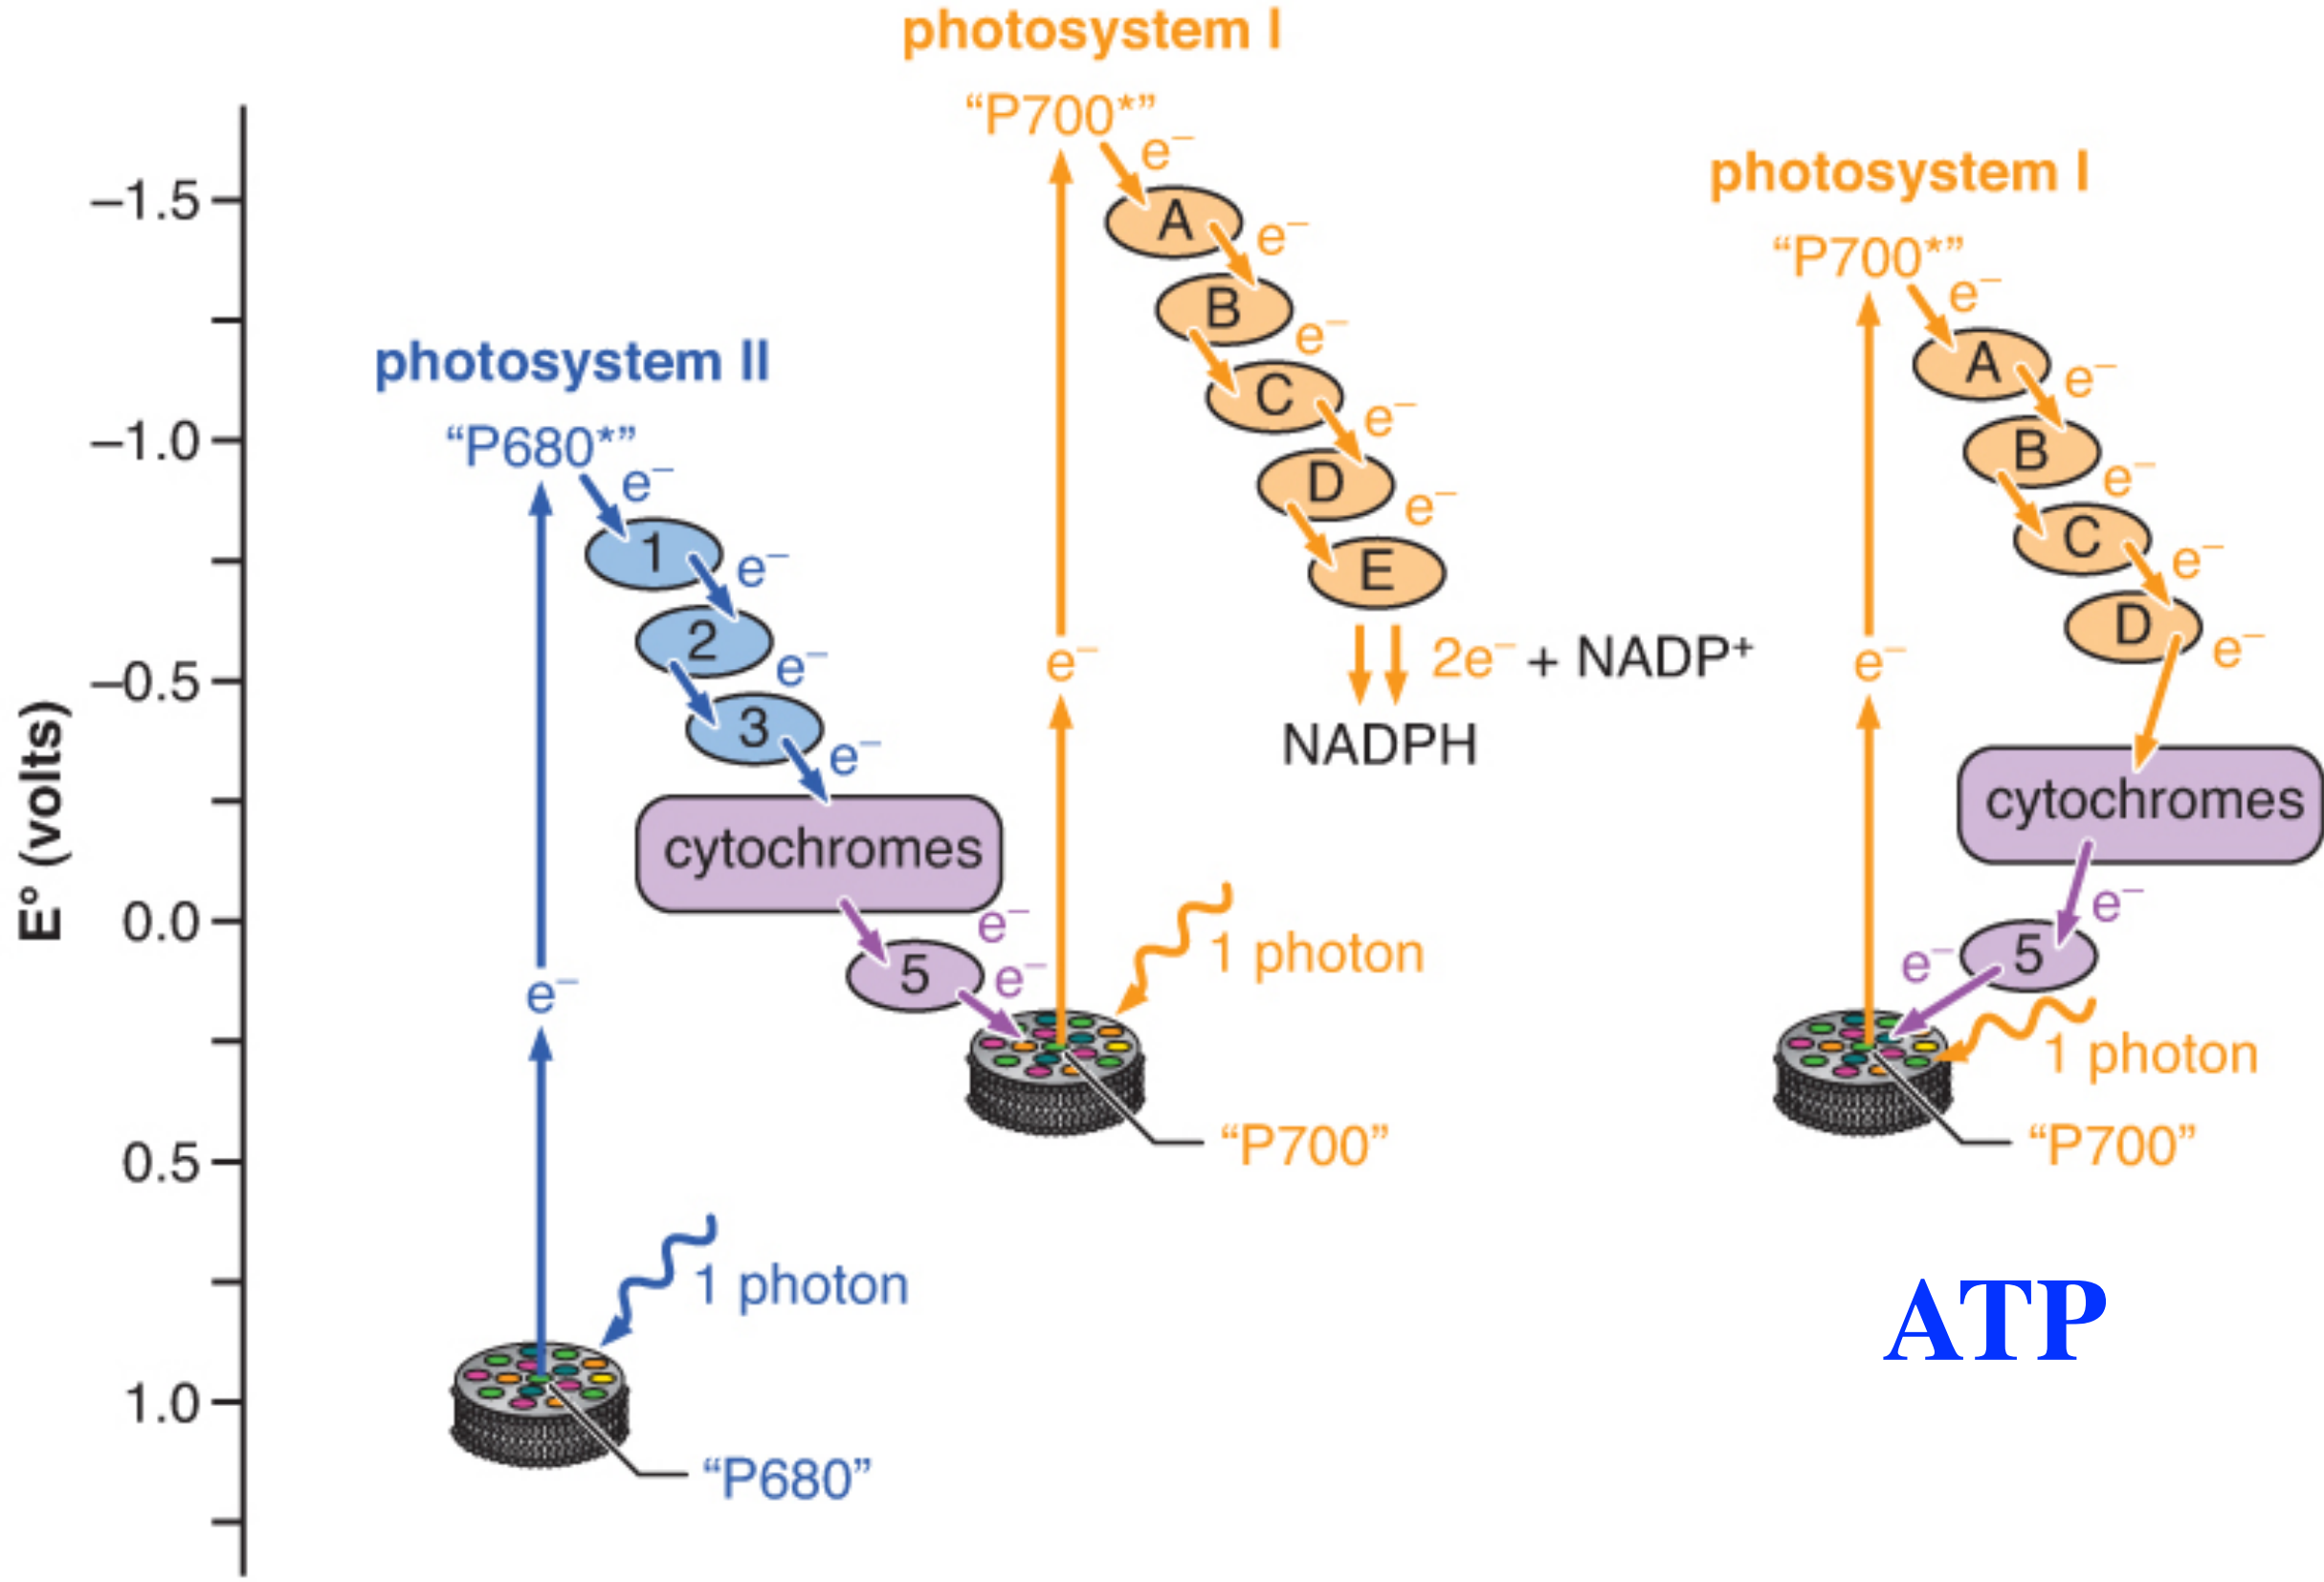 photosystem I
“P700*”
e⁻
A
e⁻
B
e⁻
C
e⁻
D
e⁻
E
e⁻
2e⁻ + NADP⁺
NADPH
photosystem II
“P680*”
e⁻
1
e⁻
2
e⁻
3
e⁻
cytochromes
e⁻
5
e⁻
e⁻
1 photon
“P700”
1 photon
“P680”
photosystem I
“P700*”
e⁻
A
e⁻
B
e⁻
C
e⁻
D
e⁻
e⁻
cytochromes
e⁻
5
e⁻
1 photon
“P700”
ATP
E° (volts)
–1.5
–1.0
–0.5
0.0
0.5
1.0